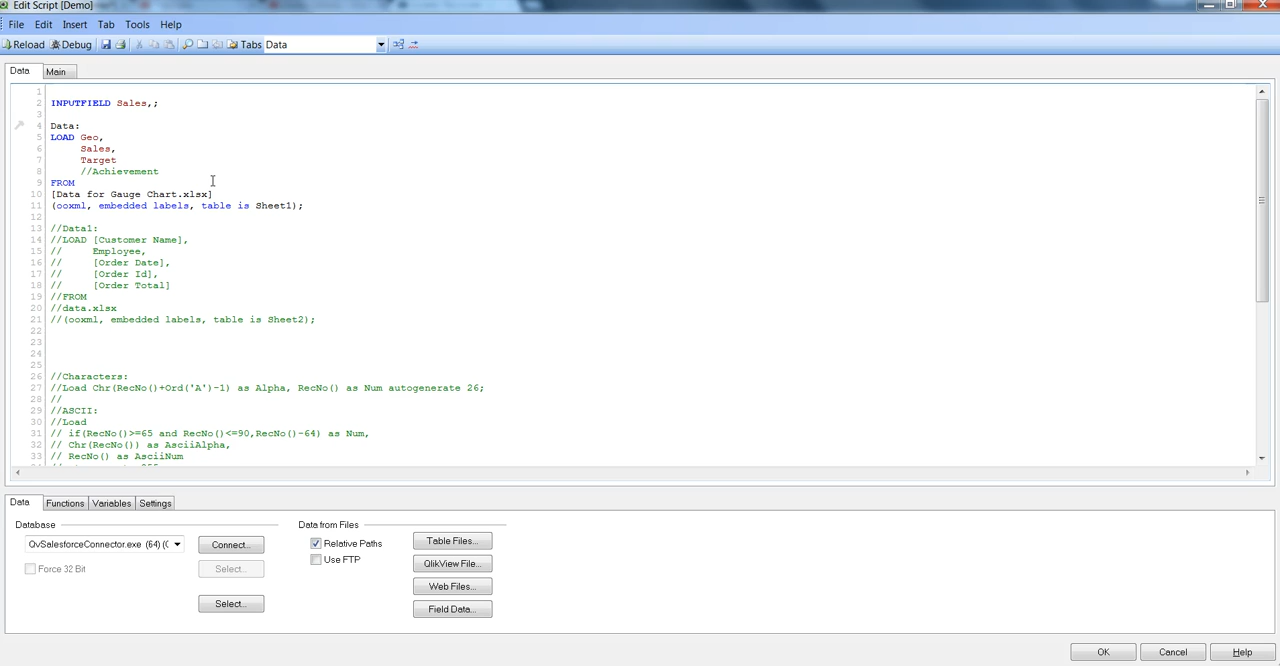 Edit Script [Demo]
File Edit Insert Tab Tools Help
Reload Debug Tabs Data
Data Main
1
2 INPUTFIELD Sales,;
3
4 Data:
5 LOAD Geo,
6 Sales,
7 Target
8 //Achievement
9 FROM
10 [Data for Gauge Chart.xlsx]
11 (ooxml, embedded labels, table is Sheet1);
12
13 //Data1:
14 //LOAD [Customer Name],
15 // Employee,
16 // [Order Date],
17 // [Order Id],
18 // [Order Total]
19 //FROM
20 //data.xlsx
21 //(ooxml, embedded labels, table is Sheet2);
22
23
24
25
26 //Characters:
27 //Load Chr(RecNo()+Ord('A')-1) as Alpha, RecNo() as Num autogenerate 26;
28 //
29 //ASCII:
30 //Load
31 // if(RecNo()>=65 and RecNo()<=90,RecNo()-64) as Num,
32 // Chr(RecNo()) as AsciiAlpha,
33 // RecNo() as AsciiNum
Data Functions Variables Settings
Database
QvSalesforceConnector.exe (64) (
Connect...
Force 32 Bit
Select...
Select...
Data from Files
Relative Paths
Use FTP
Table Files...
QlikView File...
Web Files...
Field Data...
OK Cancel Help